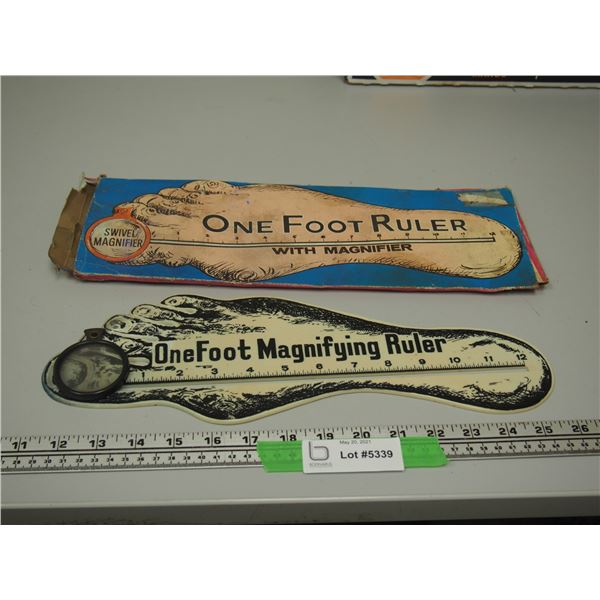 ONE FOOT RULER
SWIVEL
MAGNIFIER
WITH MAGNIFIER
OneFoot Magnifying Ruler
1 2 3 4 5 6 7 8 9 10 11 12
11 12 13 14 15 16 17 18 19 20 21 22 23 24 25 26
May 20, 2021
Lot #5339